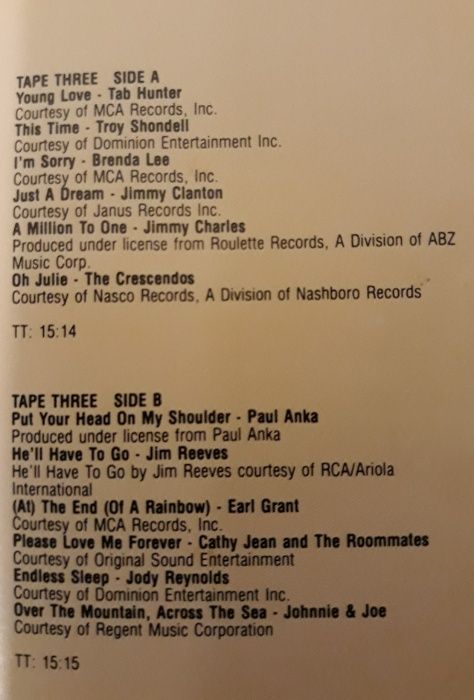 TAPE THREE SIDE A
Young Love - Tab Hunter
Courtesy of MCA Records, Inc.
This Time - Troy Shondell
Courtesy of Dominion Entertainment Inc.
I'm Sorry - Brenda Lee
Courtesy of MCA Records, Inc.
Just A Dream - Jimmy Clanton
Courtesy of Janus Records Inc.
A Million To One - Jimmy Charles
Produced under license from Roulette Records, A Division of ABZ
Music Corp.
Oh Julie - The Crescendos
Courtesy of Nasco Records, A Division of Nashboro Records
TT: 15:14
TAPE THREE SIDE B
Put Your Head On My Shoulder - Paul Anka
Produced under license from Paul Anka
He'll Have To Go - Jim Reeves
He'll Have To Go by Jim Reeves courtesy of RCA/Ariola
International
(At) The End (Of A Rainbow) - Earl Grant
Courtesy of MCA Records, Inc.
Please Love Me Forever - Cathy Jean and The Roommates
Courtesy of Original Sound Entertainment
Endless Sleep - Jody Reynolds
Courtesy of Dominion Entertainment Inc.
Over The Mountain, Across The Sea - Johnnie & Joe
Courtesy of Regent Music Corporation
TT: 15:15